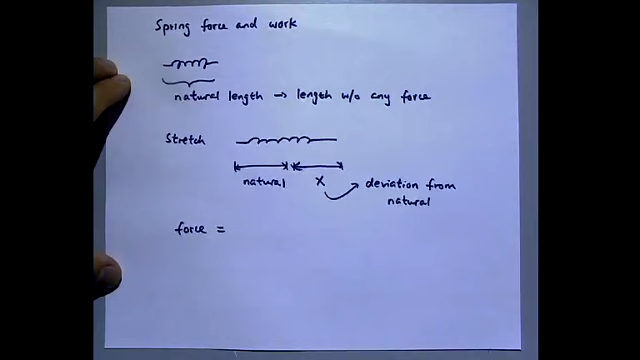 Spring force and work
natural length → length w/o any force
Stretch
natural x → deviation from
natural
force =